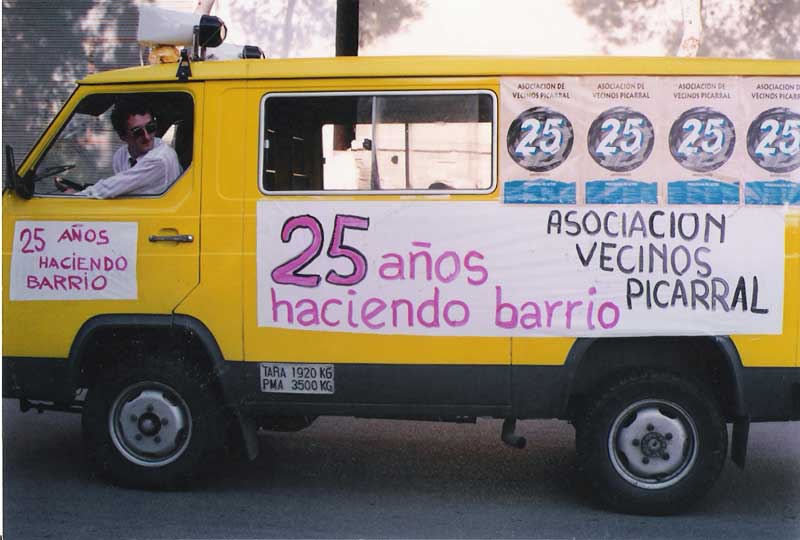 ASOCIACION DE
VECINOS PICARRAL
25
ASOCIACION DE
VECINOS PICARRAL
25
ASOCIACION DE
VECINOS PICARRAL
25
ASOCIACION DE
VECINOS PICARRAL
25
25 AÑOS
HACIENDO
BARRIO
25 años
haciendo barrio
ASOCIACION
VECINOS
PICARRAL
TARA 1920 KG
PMA 3500 KG